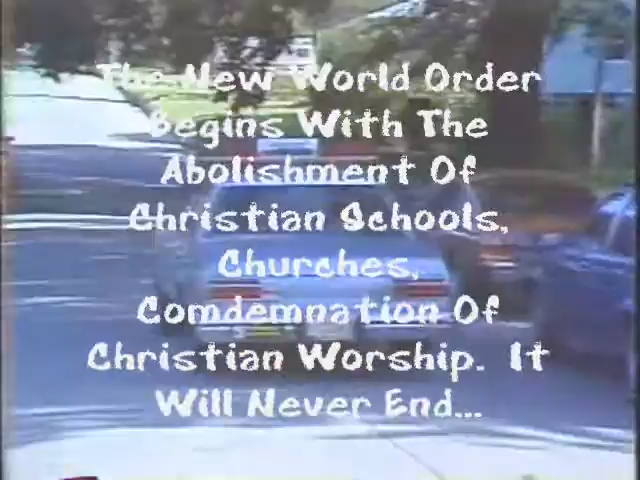 The New World Order
Begins With The
Abolishment Of
Christian Schools,
Churches,
Comdemnation Of
Christian Worship.  It
Will Never End...